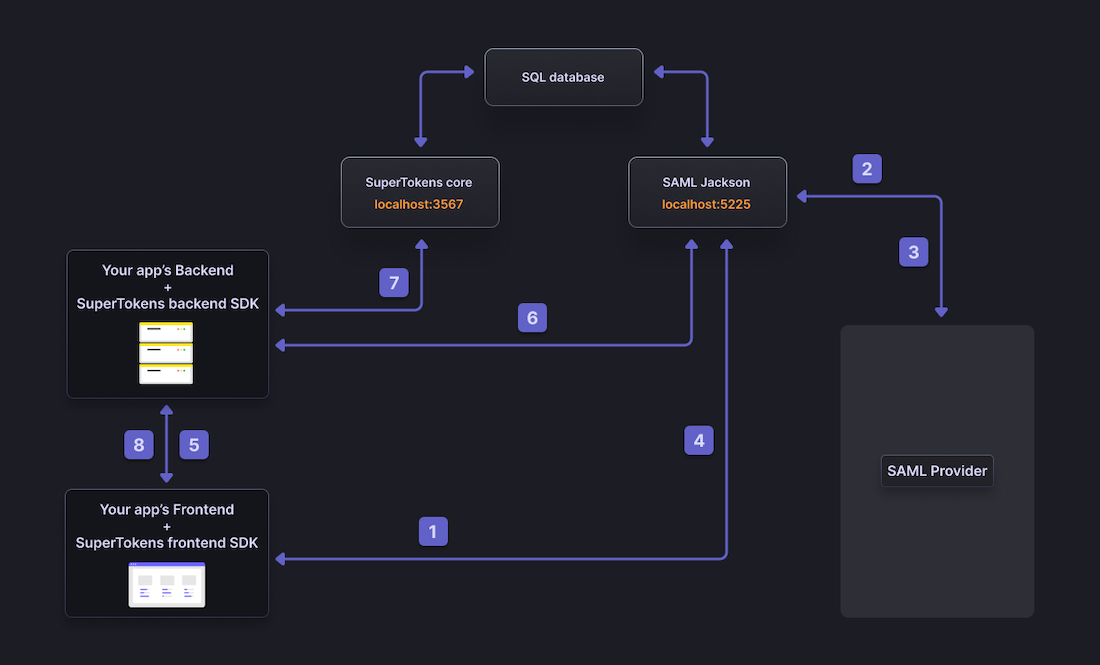 SQL database
SuperTokens core
localhost:3567
SAML Jackson
localhost:5225
2
3
7
6
Your app’s Backend
+
SuperTokens backend SDK
8
5
4
1
Your app’s Frontend
+
SuperTokens frontend SDK
SAML Provider